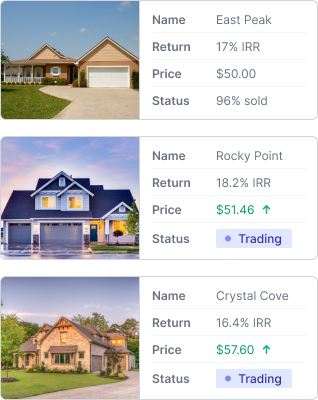 Name East Peak
Return 17% IRR
Price $50.00
Status 96% sold
Name Rocky Point
Return 18.2% IRR
Price $51.46 ↑
Status Trading
Name Crystal Cove
Return 16.4% IRR
Price $57.60 ↑
Status Trading